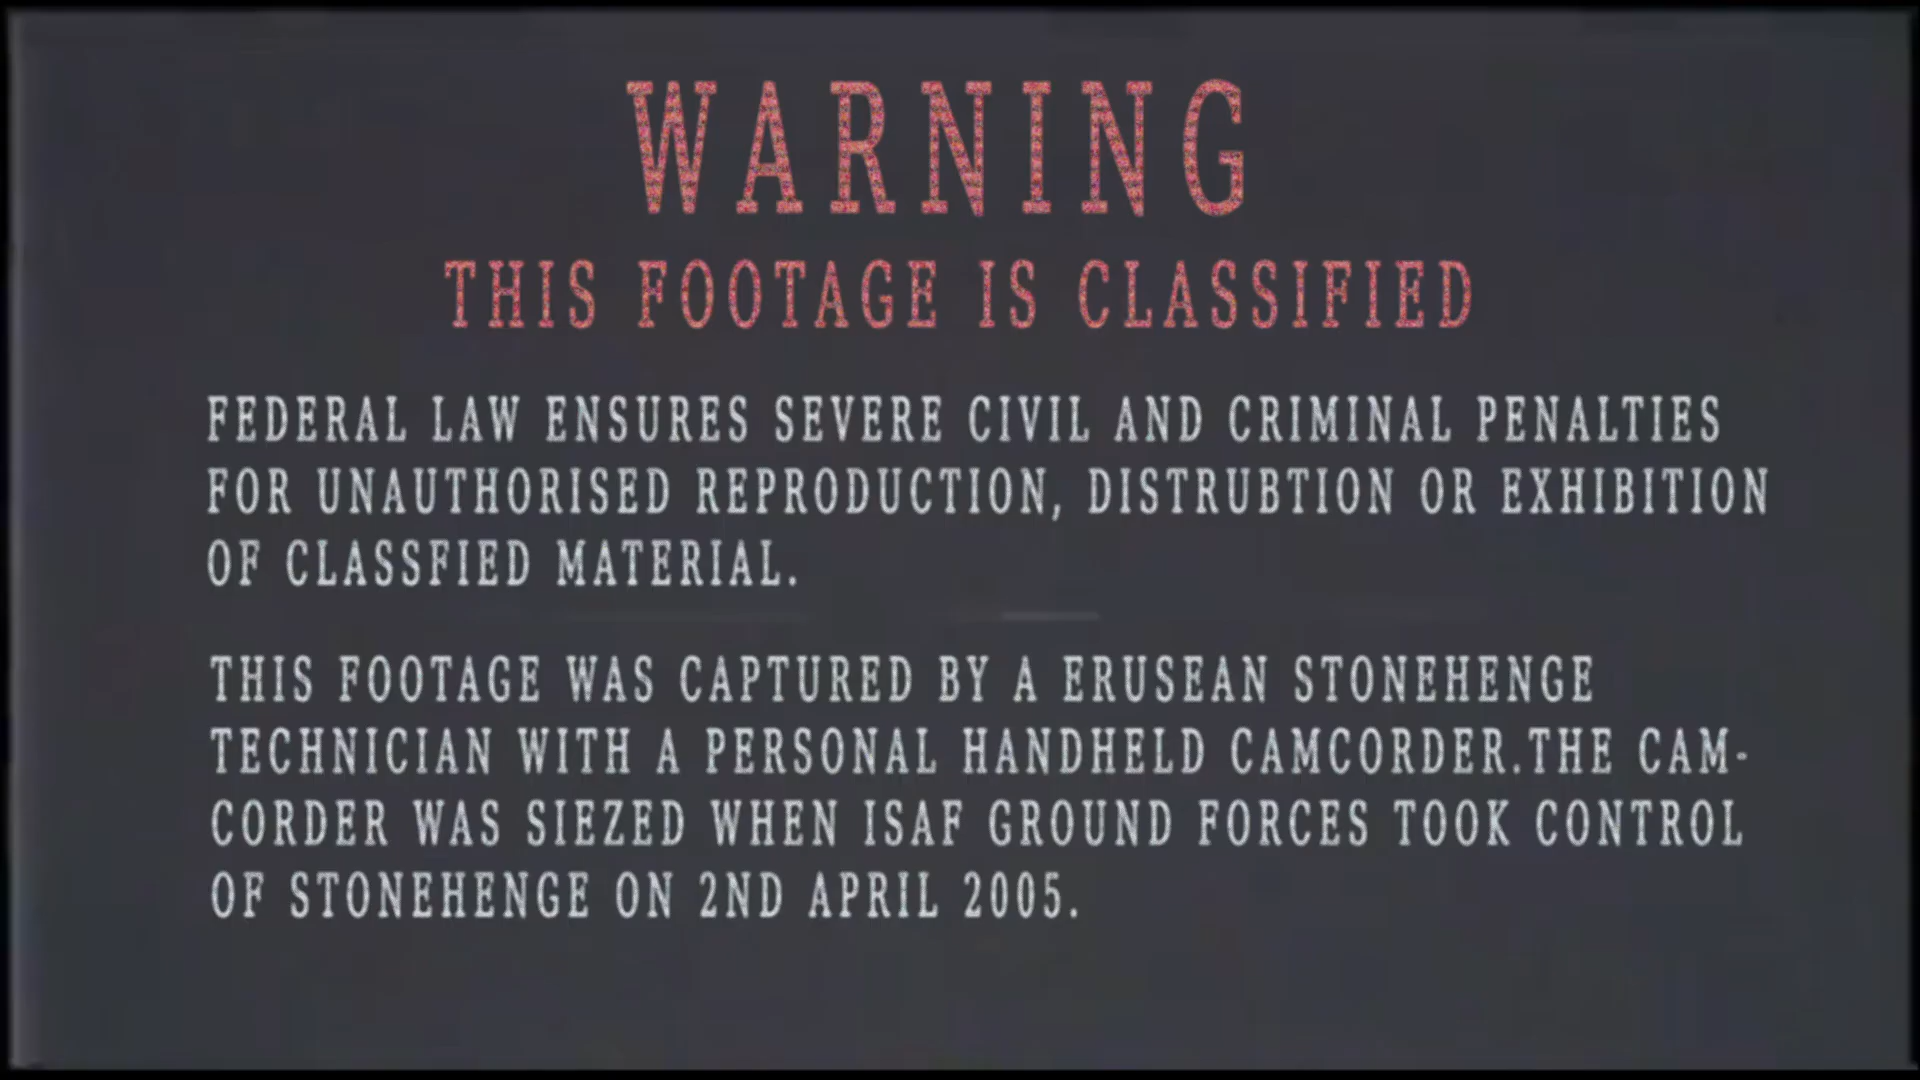 WARNING
THIS FOOTAGE IS CLASSIFIED
FEDERAL LAW ENSURES SEVERE CIVIL AND CRIMINAL PENALTIES
FOR UNAUTHORISED REPRODUCTION, DISTRUBTION OR EXHIBITION
OF CLASSFIED MATERIAL.
THIS FOOTAGE WAS CAPTURED BY A ERUSEAN STONEHENGE
TECHNICIAN WITH A PERSONAL HANDHELD CAMCORDER.THE CAM-
CORDER WAS SIEZED WHEN ISAF GROUND FORCES TOOK CONTROL
OF STONEHENGE ON 2ND APRIL 2005.